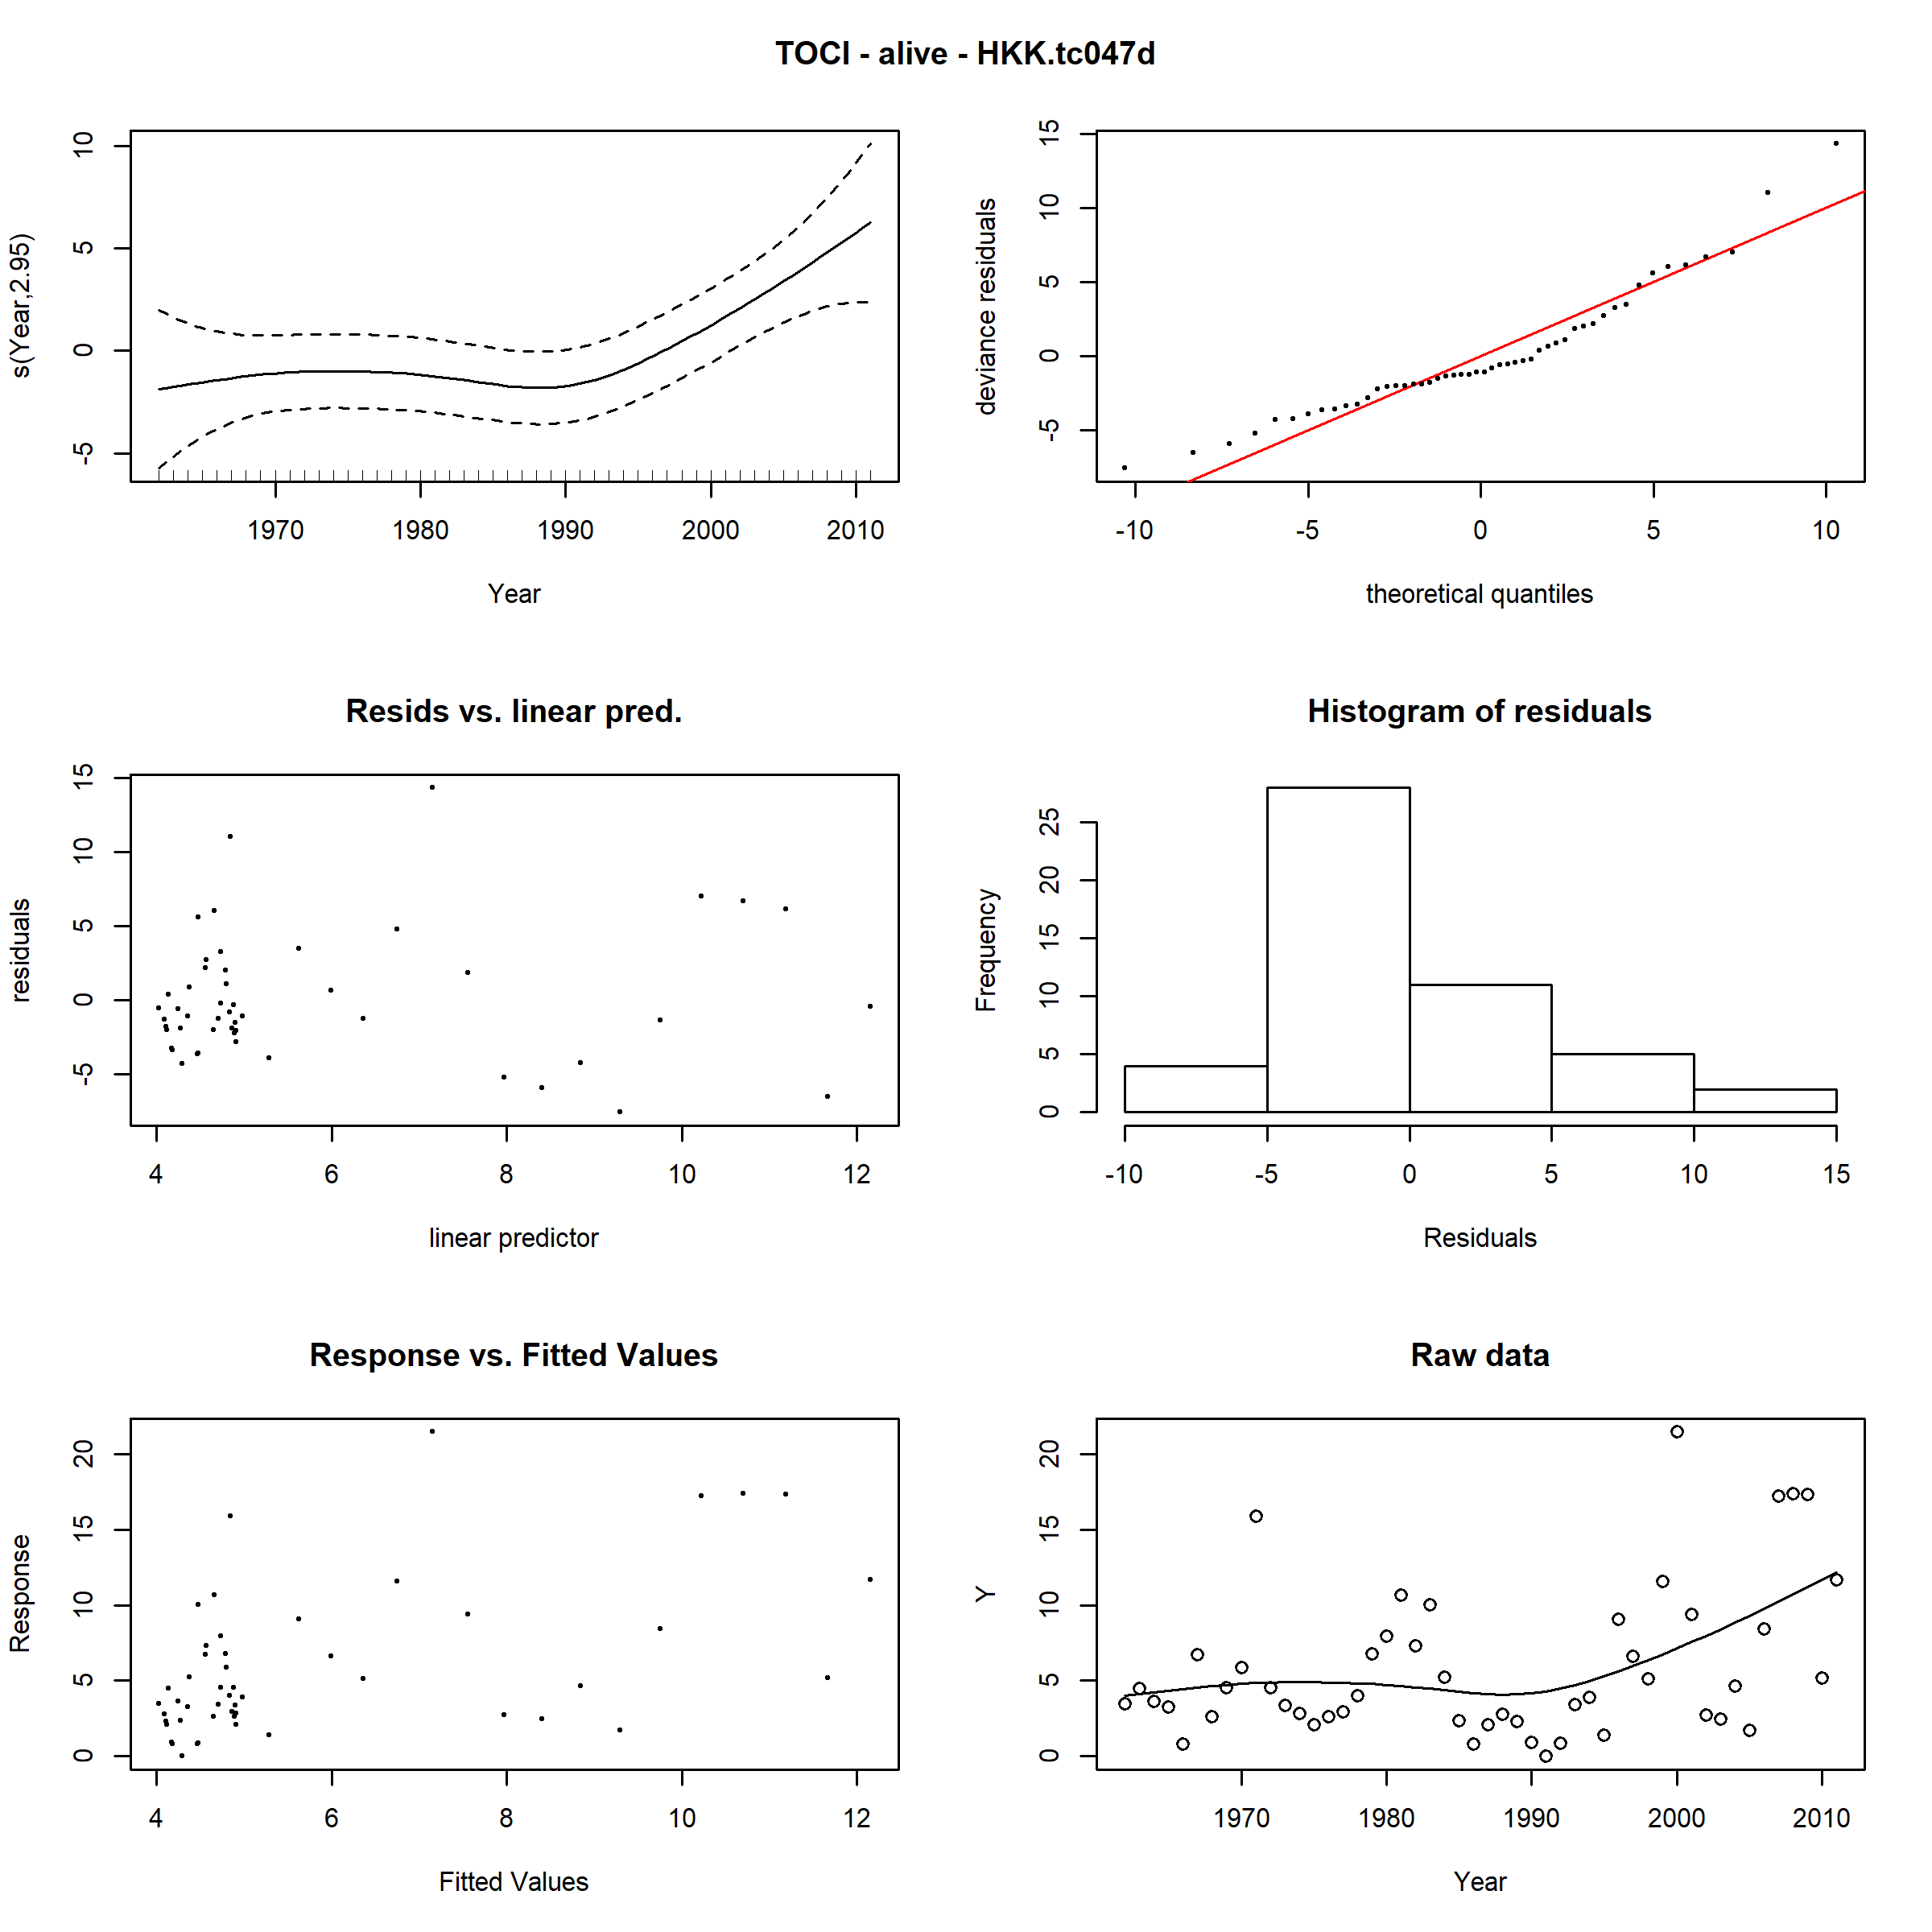 TOCI - alive - HKK.tc047d
s(Year,2.95)
-5 0 5 10
1970 1980 1990 2000 2010
Year
deviance residuals
-5 0 5 10 15
-10 -5 0 5 10
theoretical quantiles
Resids vs. linear pred.
residuals
-5 0 5 10 15
4 6 8 10 12
linear predictor
Histogram of residuals
Frequency
0 5 10 15 20 25
-10 -5 0 5 10 15
Residuals
Response vs. Fitted Values
Response
0 5 10 15 20
4 6 8 10 12
Fitted Values
Raw data
Y
0 5 10 15 20
1970 1980 1990 2000 2010
Year